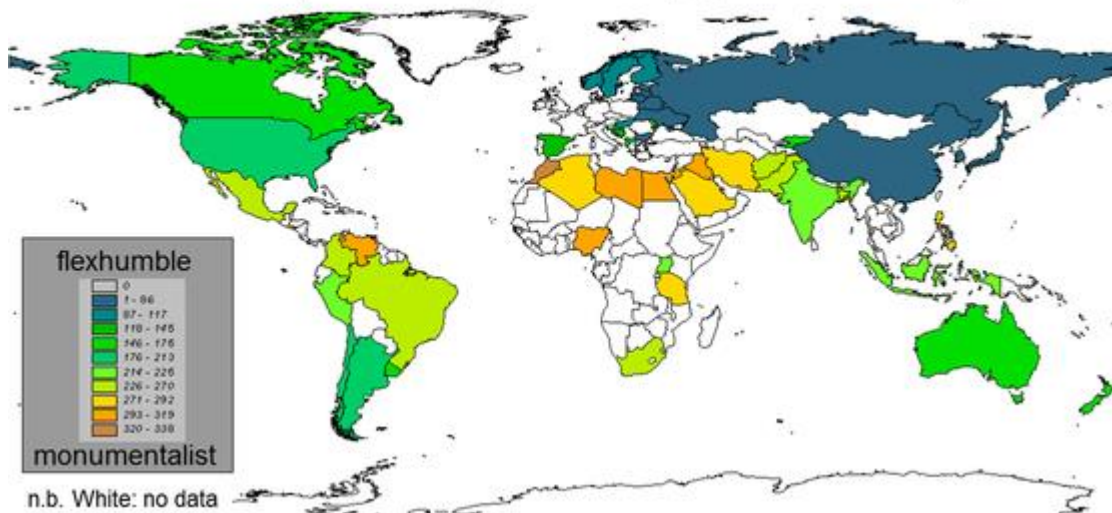 flexhumble
0
1 - 86
87 - 117
118 - 145
146 - 175
176 - 213
214 - 225
226 - 270
271 - 292
293 - 319
320 - 338
monumentalist
n.b. White: no data